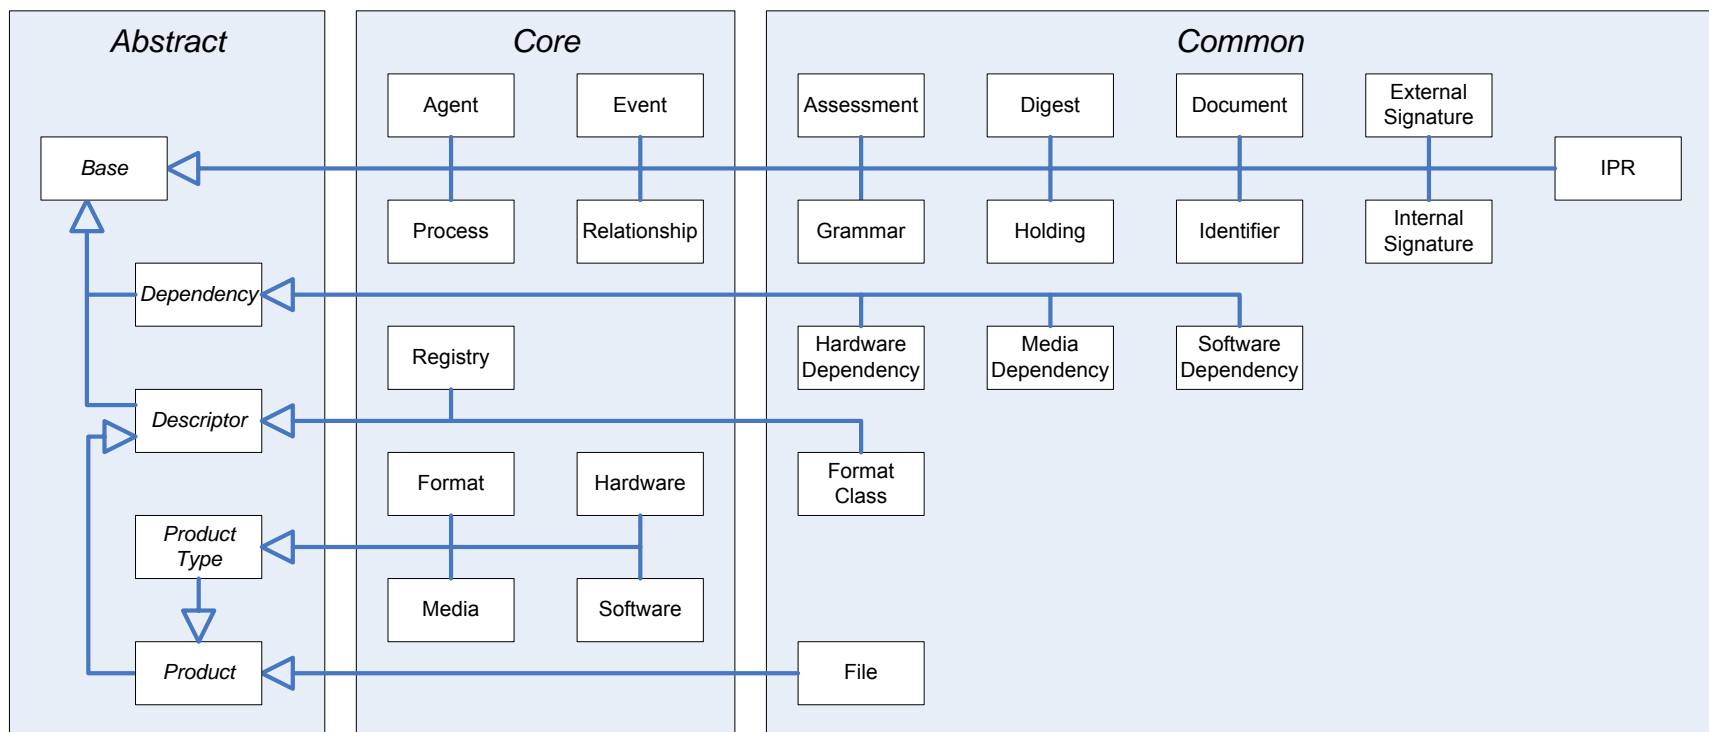 Abstract
Core
Common
Agent
Event
Assessment
Digest
Document
External
Signature
Base
IPR
Process
Relationship
Grammar
Holding
Identifier
Internal
Signature
Dependency
Registry
Hardware
Dependency
Media
Dependency
Software
Dependency
Descriptor
Format
Hardware
Format
Class
Product
Type
Media
Software
Product
File